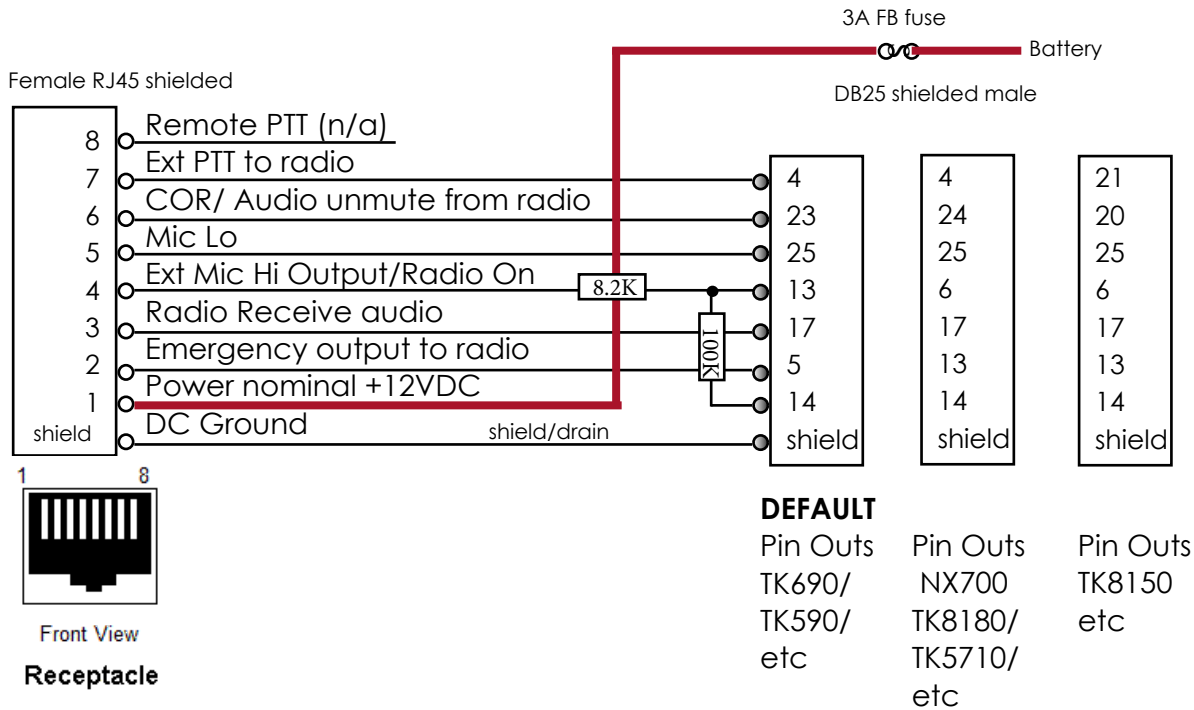 3A FB fuse
Battery
DB25 shielded male
Female RJ45 shielded
8 Remote PTT (n/a)
7 Ext PTT to radio 4 4 21
6 COR/ Audio unmute from radio 23 24 20
5 Mic Lo 25 25 25
4 Ext Mic Hi Output/Radio On 8.2K 13 6 6
3 Radio Receive audio 100K 17 17 17
2 Emergency output to radio 5 13 13
1 Power nominal +12VDC 14 14 14
shield DC Ground shield/drain shield shield shield
1 8
Front View
Receptacle
DEFAULT
Pin Outs
TK690/
TK590/
etc
Pin Outs
NX700
TK8180/
TK5710/
etc
Pin Outs
TK8150
etc